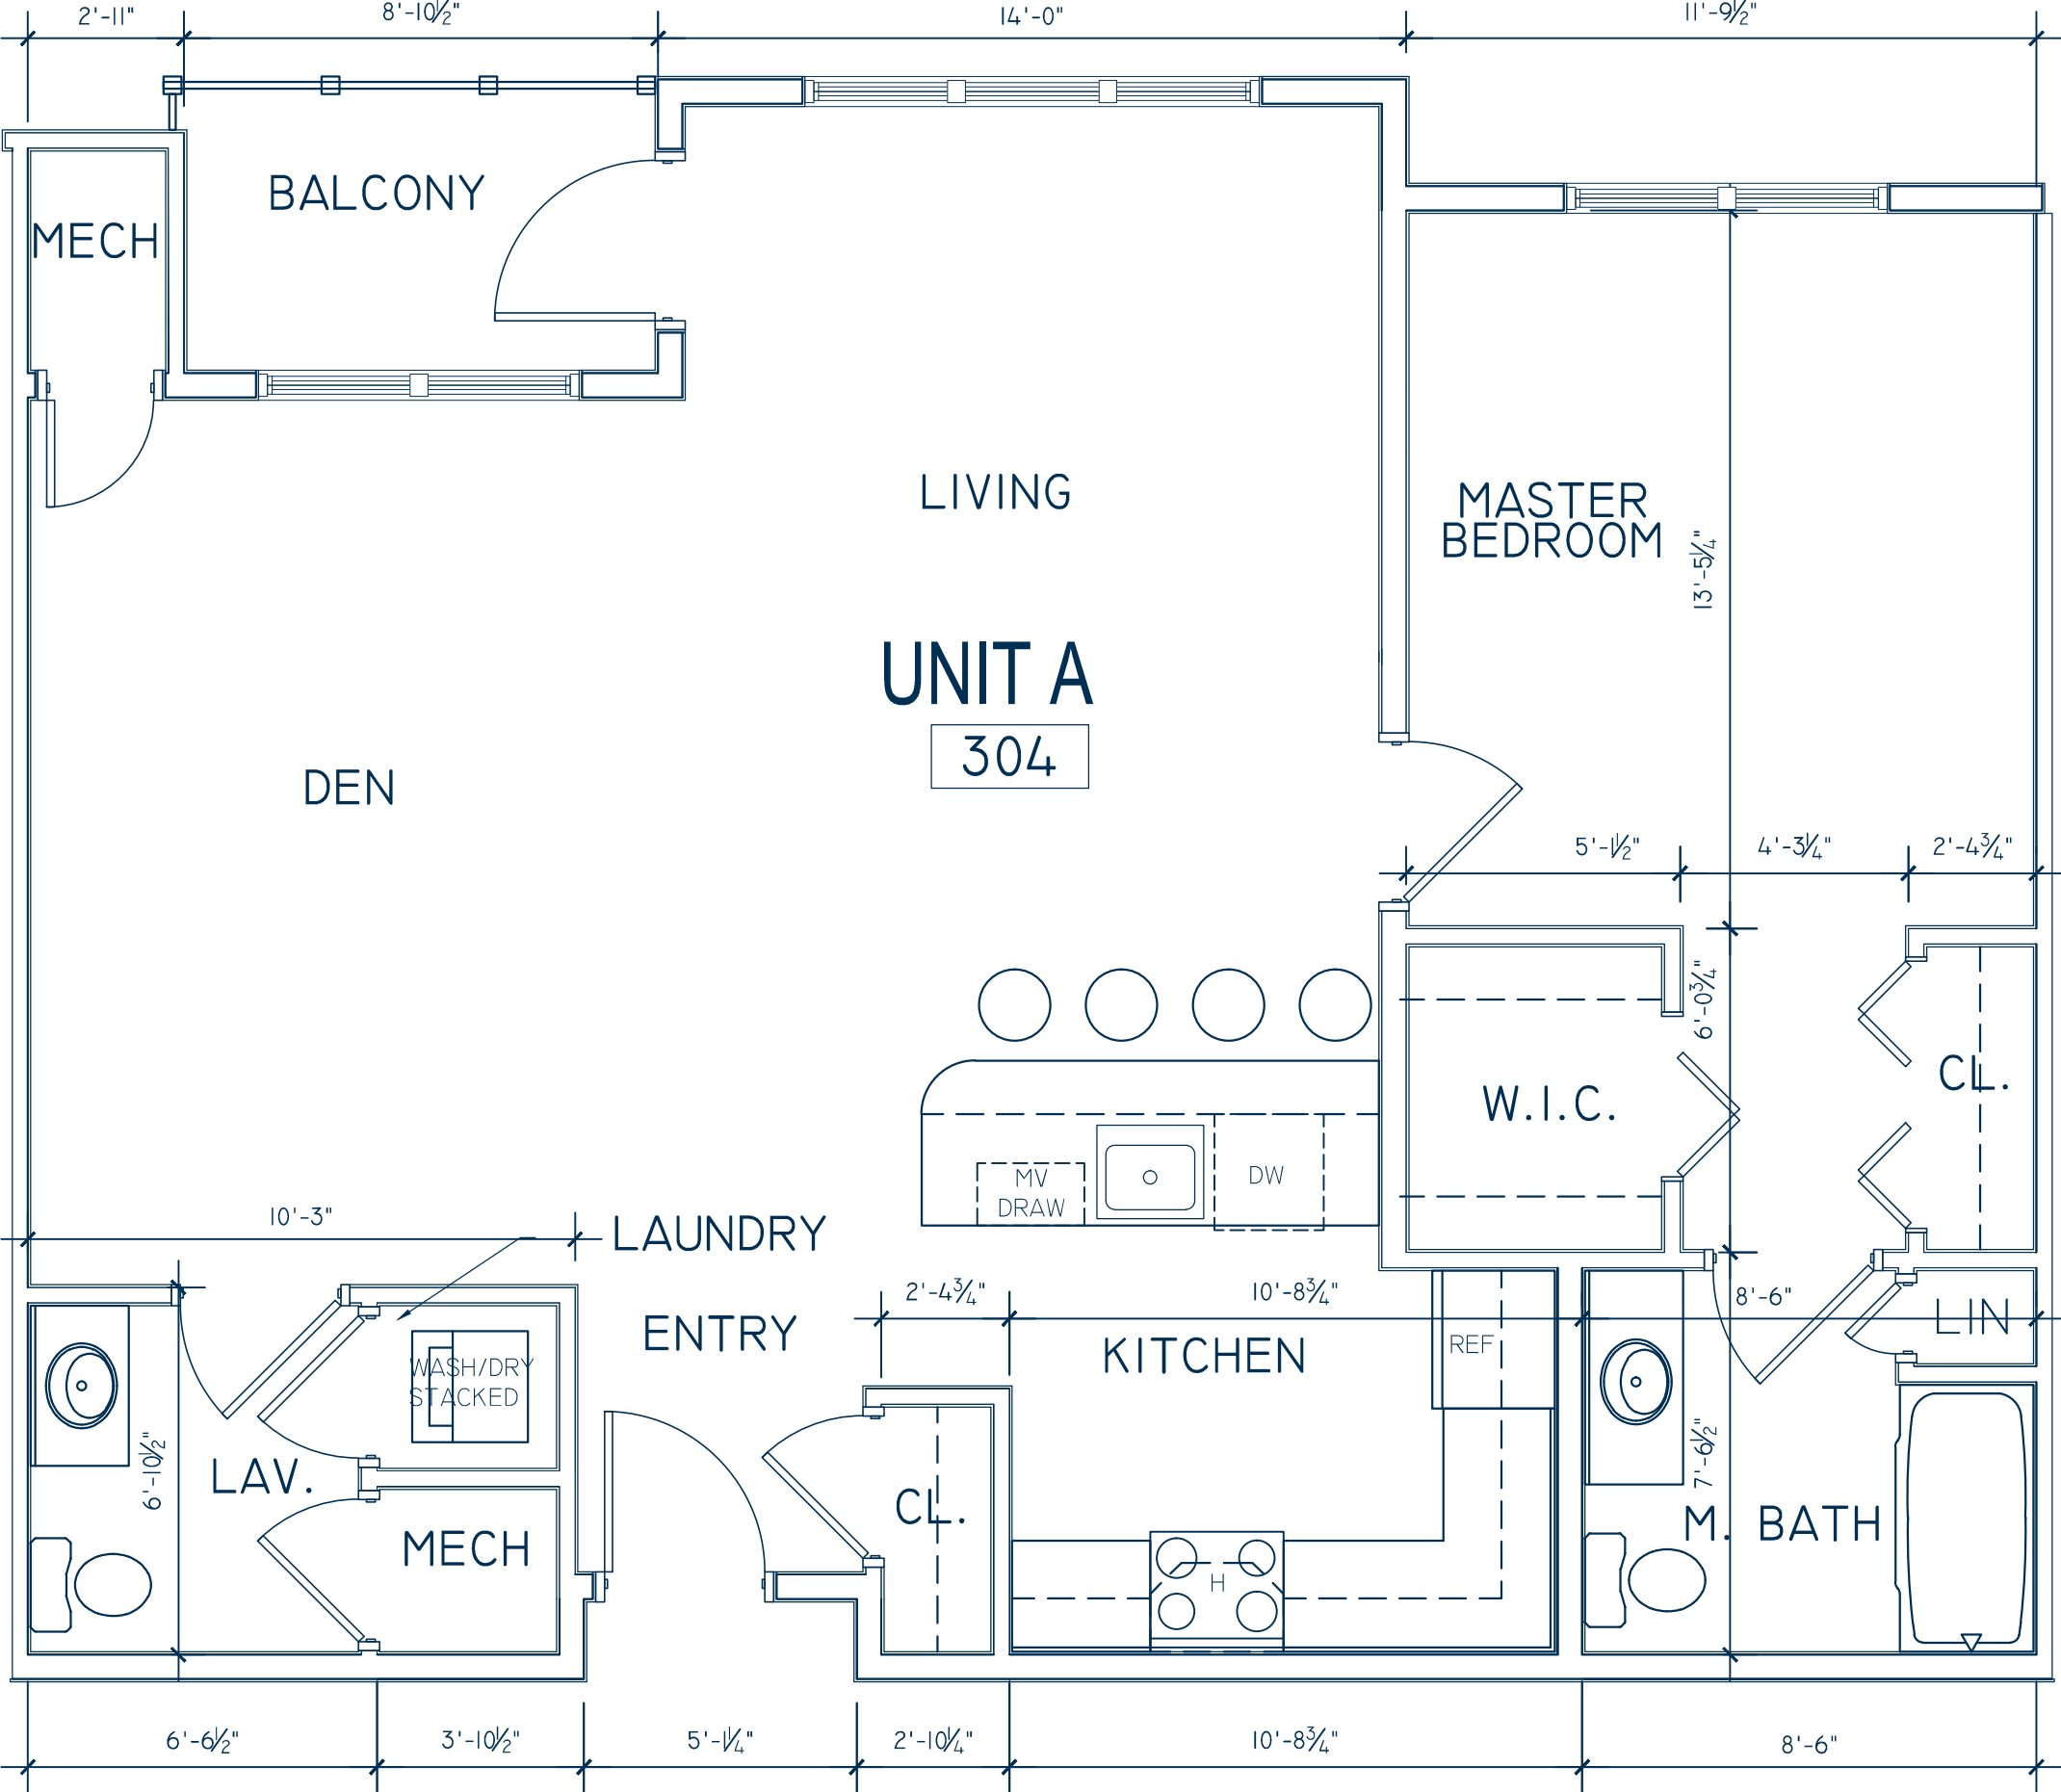 2'-11" 8'-10½" 14'-0" 11'-9½"
BALCONY
MECH
LIVING
MASTER
BEDROOM
13'-5¼"
UNIT A
304
DEN
5'-1½" 4'-3¼" 2'-4¾"
6'-0¾"
W.I.C.
CL.
MV
DRAW
DW
10'-3"
LAUNDRY
2'-4¾" 10'-8¾" 8'-6"
ENTRY
KITCHEN
REF
LIN
WASH/DRY
STACKED
6'-10½"
LAV.
7'-6½"
CL.
M. BATH
MECH
H
6'-6½" 3'-10½" 5'-1¼" 2'-10¼" 10'-8¾" 8'-6"